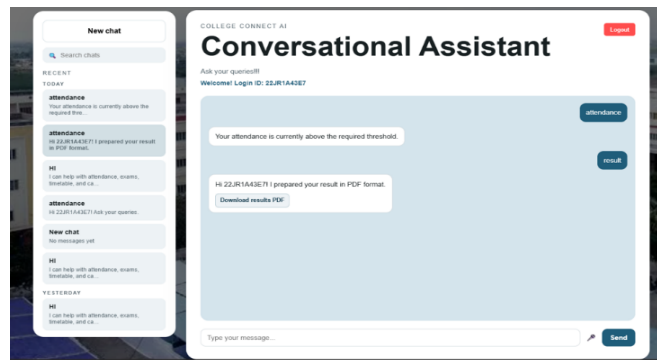 New chat
Search chats
RECENT
TODAY
attendance
Your attendance is currently above the
required thre...
attendance
Hi 22JR1A43E7! I prepared your result
in PDF format.
HI
I can help with attendance, exams,
timetable, and ca...
attendance
Hi 22JR1A43E7! Ask your queries.
New chat
No messages yet
HI
I can help with attendance, exams,
timetable, and ca...
YESTERDAY
HI
I can help with attendance, exams,
timetable, and ca...
COLLEGE CONNECT AI
Conversational Assistant
Logout
Ask your queries!!!
Welcome! Login ID: 22JR1A43E7
attendance
Your attendance is currently above the required threshold.
result
Hi 22JR1A43E7! I prepared your result in PDF format.
Download results PDF
Type your message...
Send